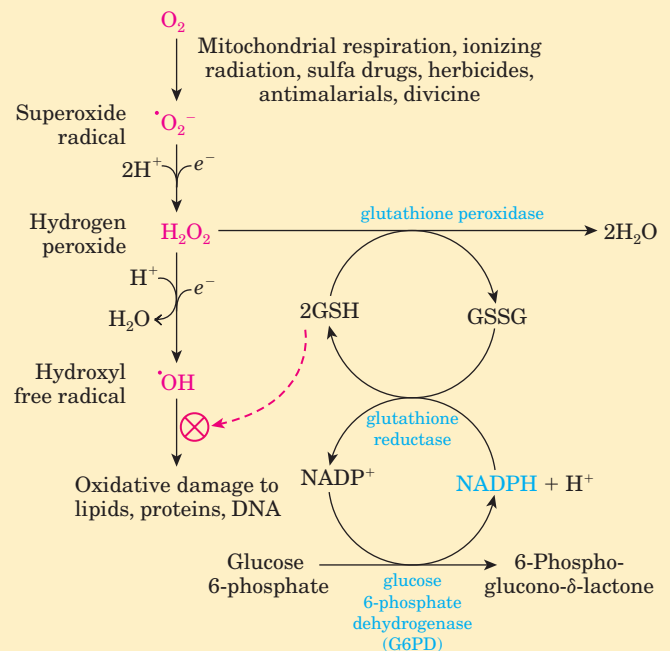 O₂
Mitochondrial respiration, ionizing
radiation, sulfa drugs, herbicides,
antimalarials, divicine
Superoxide
radical
•O₂⁻
2H⁺
e⁻
Hydrogen
peroxide
H₂O₂
glutathione peroxidase
2H₂O
H⁺
e⁻
H₂O
2GSH
GSSG
Hydroxyl
free radical
•OH
glutathione
reductase
Oxidative damage to
lipids, proteins, DNA
NADP⁺
NADPH + H⁺
Glucose
6-phosphate
6-Phospho-
glucono-δ-lactone
glucose
6-phosphate
dehydrogenase
(G6PD)